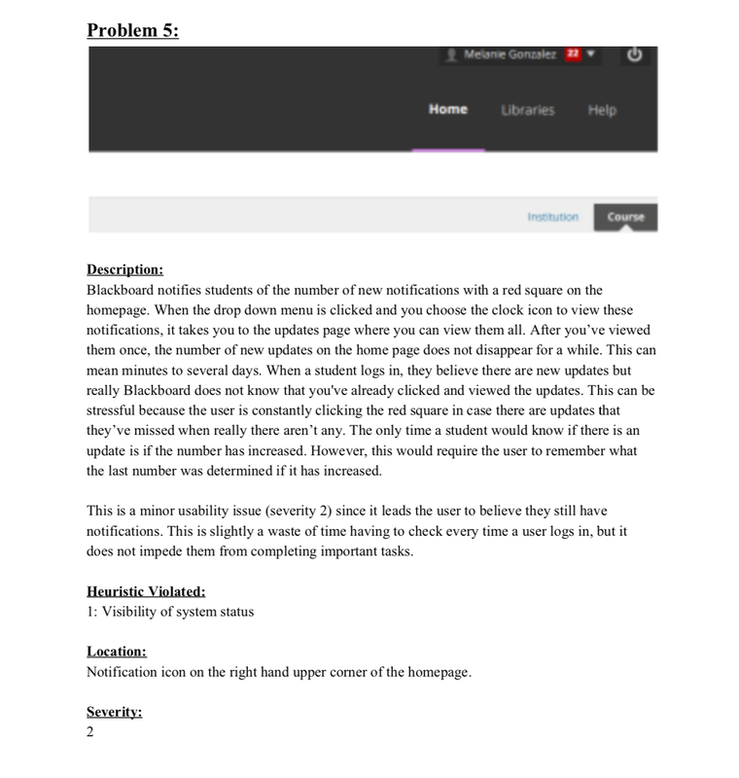 Problem 5:
Melanie Gonzalez 22
Home Libraries Help
Institution Course
Description:
Blackboard notifies students of the number of new notifications with a red square on the
homepage. When the drop down menu is clicked and you choose the clock icon to view these
notifications, it takes you to the updates page where you can view them all. After you’ve viewed
them once, the number of new updates on the home page does not disappear for a while. This can
mean minutes to several days. When a student logs in, they believe there are new updates but
really Blackboard does not know that you've already clicked and viewed the updates. This can be
stressful because the user is constantly clicking the red square in case there are updates that
they’ve missed when really there aren’t any. The only time a student would know if there is an
update is if the number has increased. However, this would require the user to remember what
the last number was determined if it has increased.
This is a minor usability issue (severity 2) since it leads the user to believe they still have
notifications. This is slightly a waste of time having to check every time a user logs in, but it
does not impede them from completing important tasks.
Heuristic Violated:
1: Visibility of system status
Location:
Notification icon on the right hand upper corner of the homepage.
Severity:
2